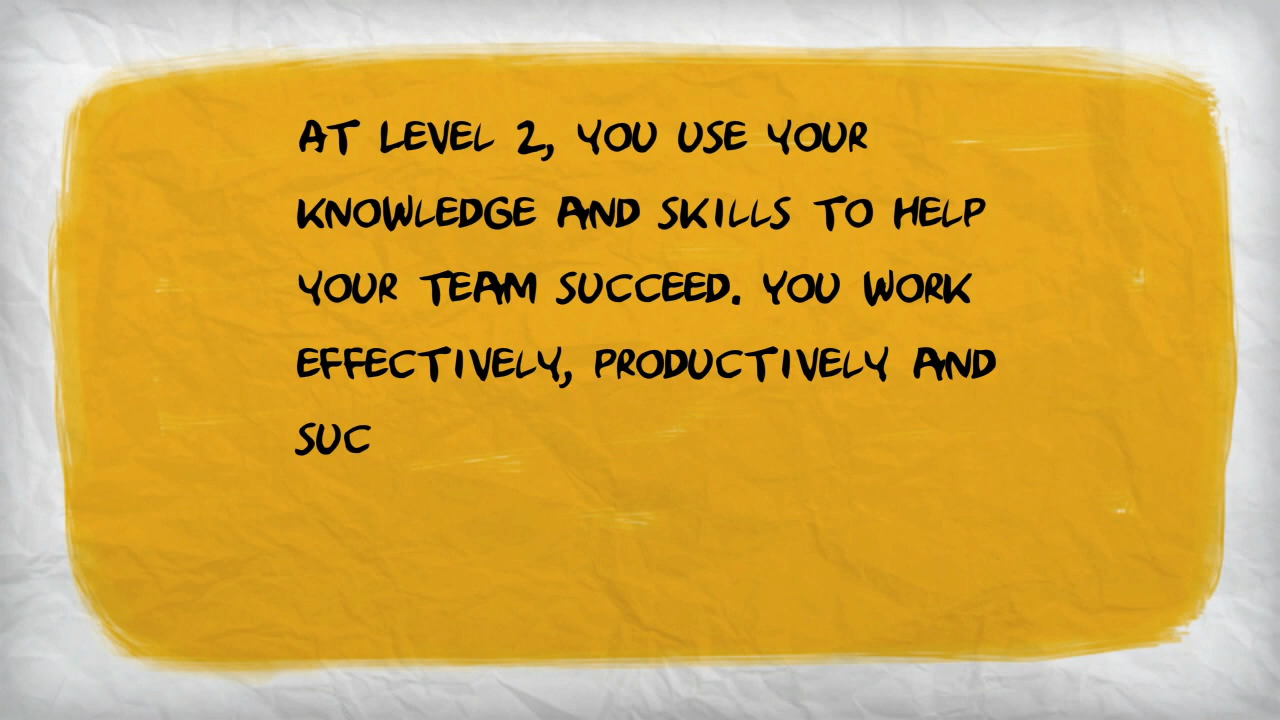 AT LEVEL 2, YOU USE YOUR
KNOWLEDGE AND SKILLS TO HELP
YOUR TEAM SUCCEED. YOU WORK
EFFECTIVELY, PRODUCTIVELY AND
SUC